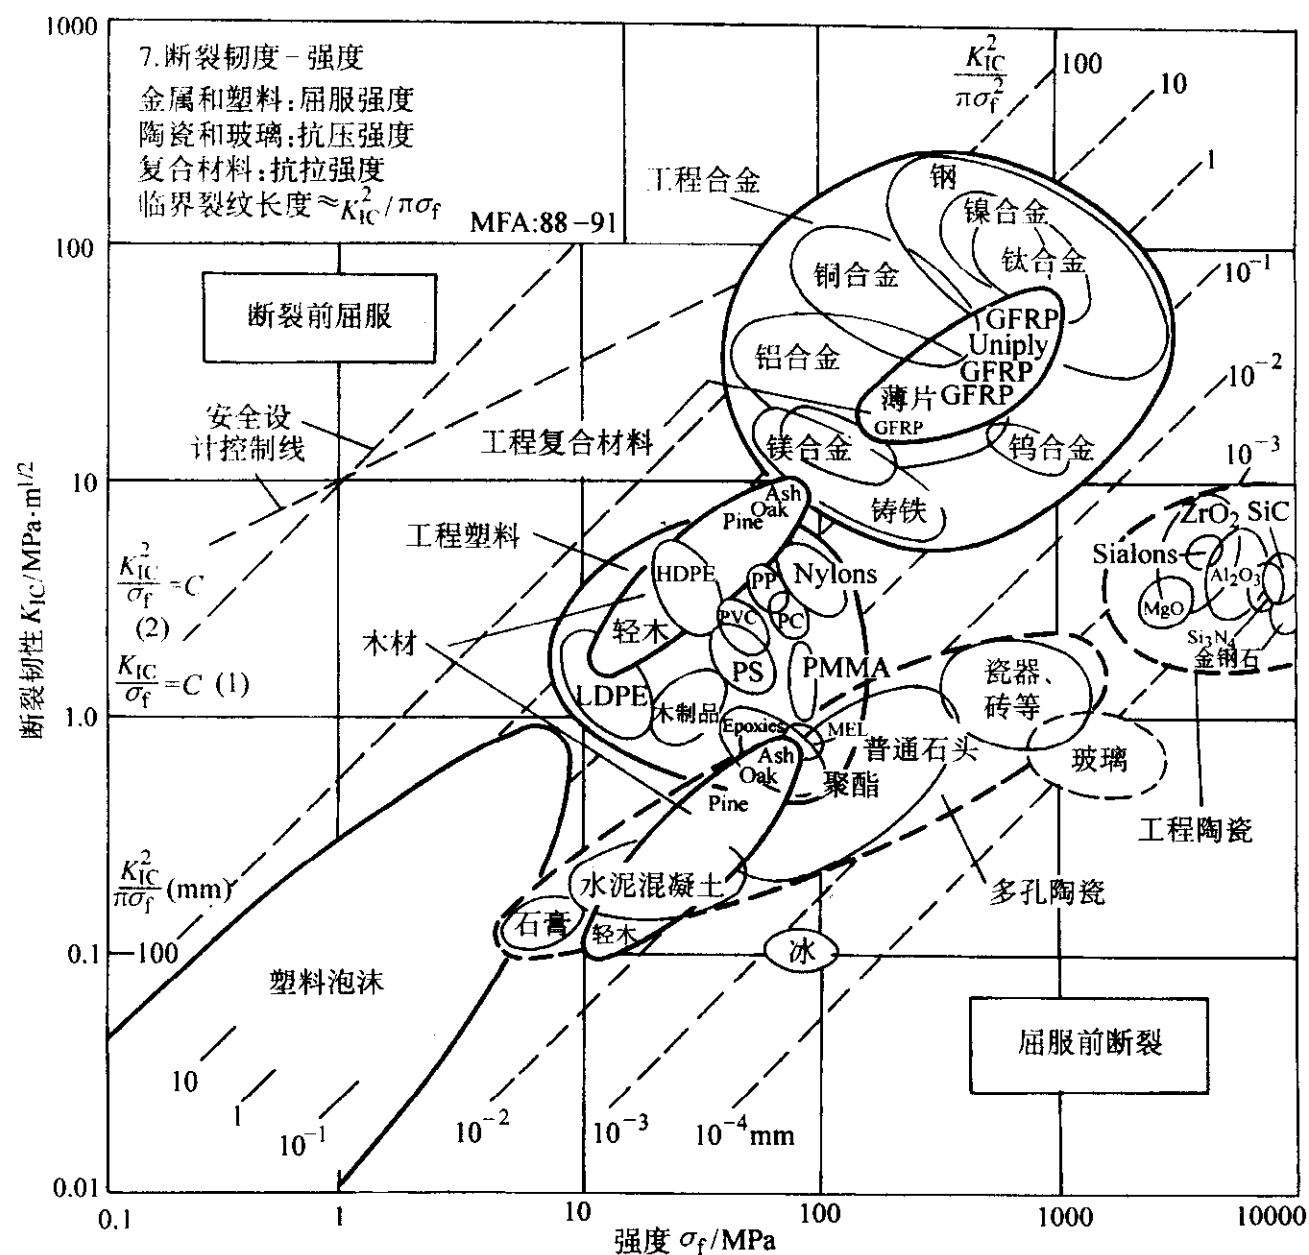 1000
7.断裂韧度-强度
金属和塑料:屈服强度
陶瓷和玻璃:抗压强度
复合材料:抗拉强度
临界裂纹长度≈K²IC/πσf
MFA:88-91
K²IC/πσ²f
100
10
1
工程合金
钢
镍合金
钛合金
铜合金
100
10⁻¹
断裂前屈服
GFRP
Uniply
GFRP
铝合金
薄片 GFRP
GFRP
10⁻²
安全设
计控制线
工程复合材料
镁合金
钨合金
10⁻³
10
Ash
Oak
Pine
铸铁
ZrO₂ SiC
工程塑料
Sialons
K²IC/σf=C
(2)
HDPE
PP
Nylons
Al₂O₃
MgO
轻木
PVC
PC
Si₃N₄
金钢石
木材
KIC/σf=C (1)
PS
PMMA
瓷器、
砖等
LDPE
木制品
1.0
Epoxies
MEL
普通石头
玻璃
Ash
Oak
聚酯
Pine
工程陶瓷
K²IC/πσf(mm)
水泥混凝土
多孔陶瓷
石膏
轻木
冰
0.1
100
塑料泡沫
屈服前断裂
10
1
10⁻¹
10⁻²
10⁻³
10⁻⁴mm
0.01
0.1
1
10
100
1000
10000
强度 σf/MPa
断裂韧性 KIC/MPa·m^1/2